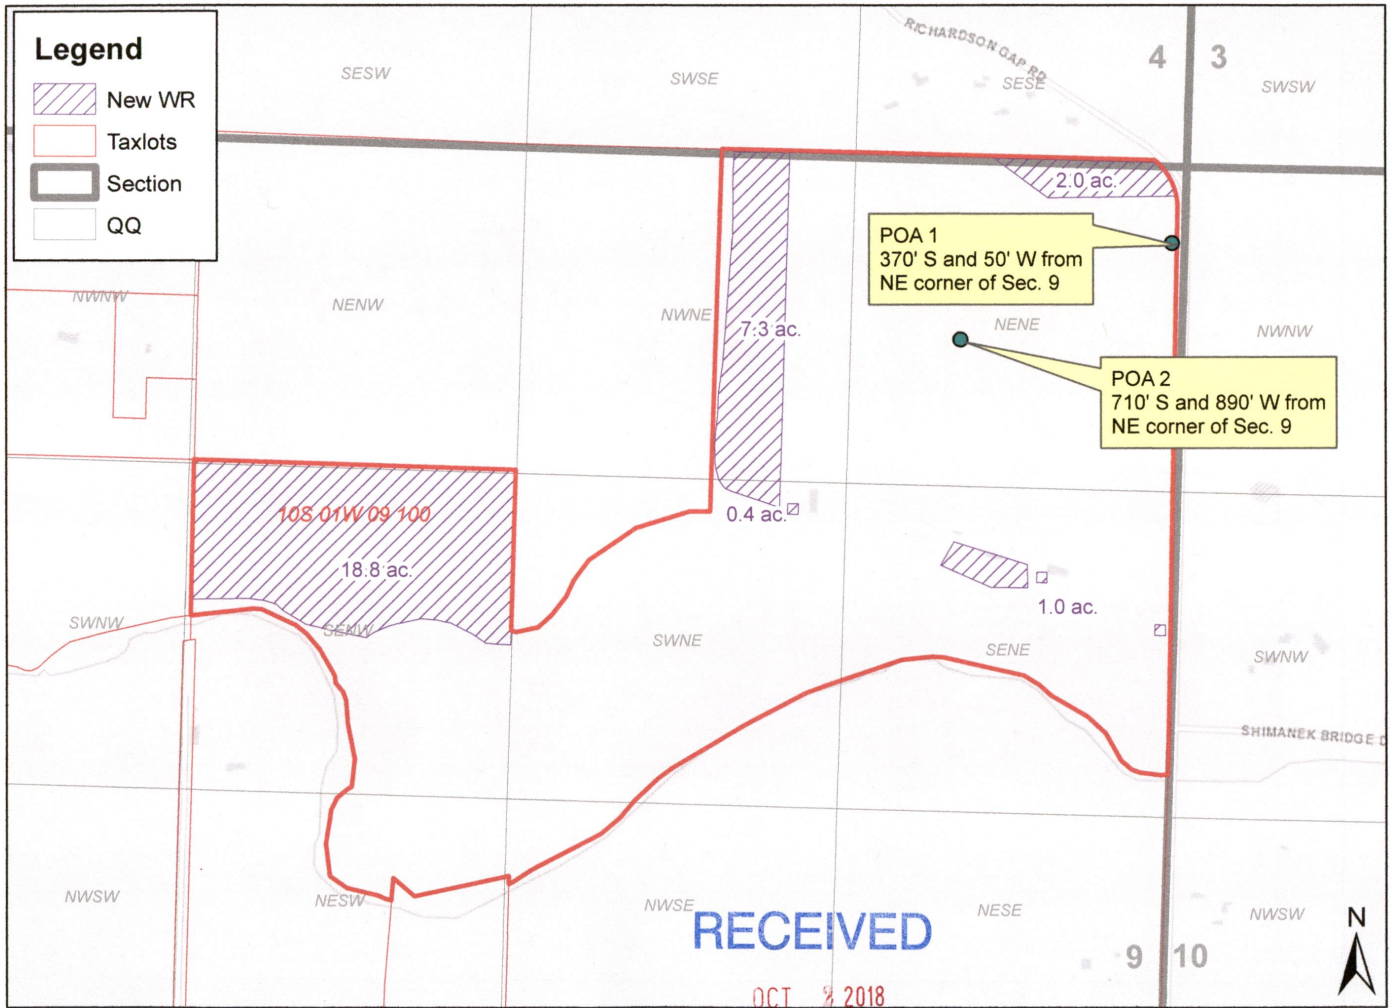 Legend
New WR
Taxlots
Section
QQ
RICHARDSON GAP RD
4 3
SESW
SWSE
SESE
SWSW
2.0 ac.
POA 1
370' S and 50' W from
NE corner of Sec. 9
NWNW
NENW
NWNE
7.3 ac.
NENE
NWNW
POA 2
710' S and 890' W from
NE corner of Sec. 9
10S 01W 09 100
0.4 ac.
18.8 ac.
1.0 ac.
SWNW
SENW
SWNE
SENE
SWNW
SHIMANEK BRIDGE D
NWSW
NESW
NWSE
NESE
NWSW
RECEIVED
9 10
N
OCT 2018